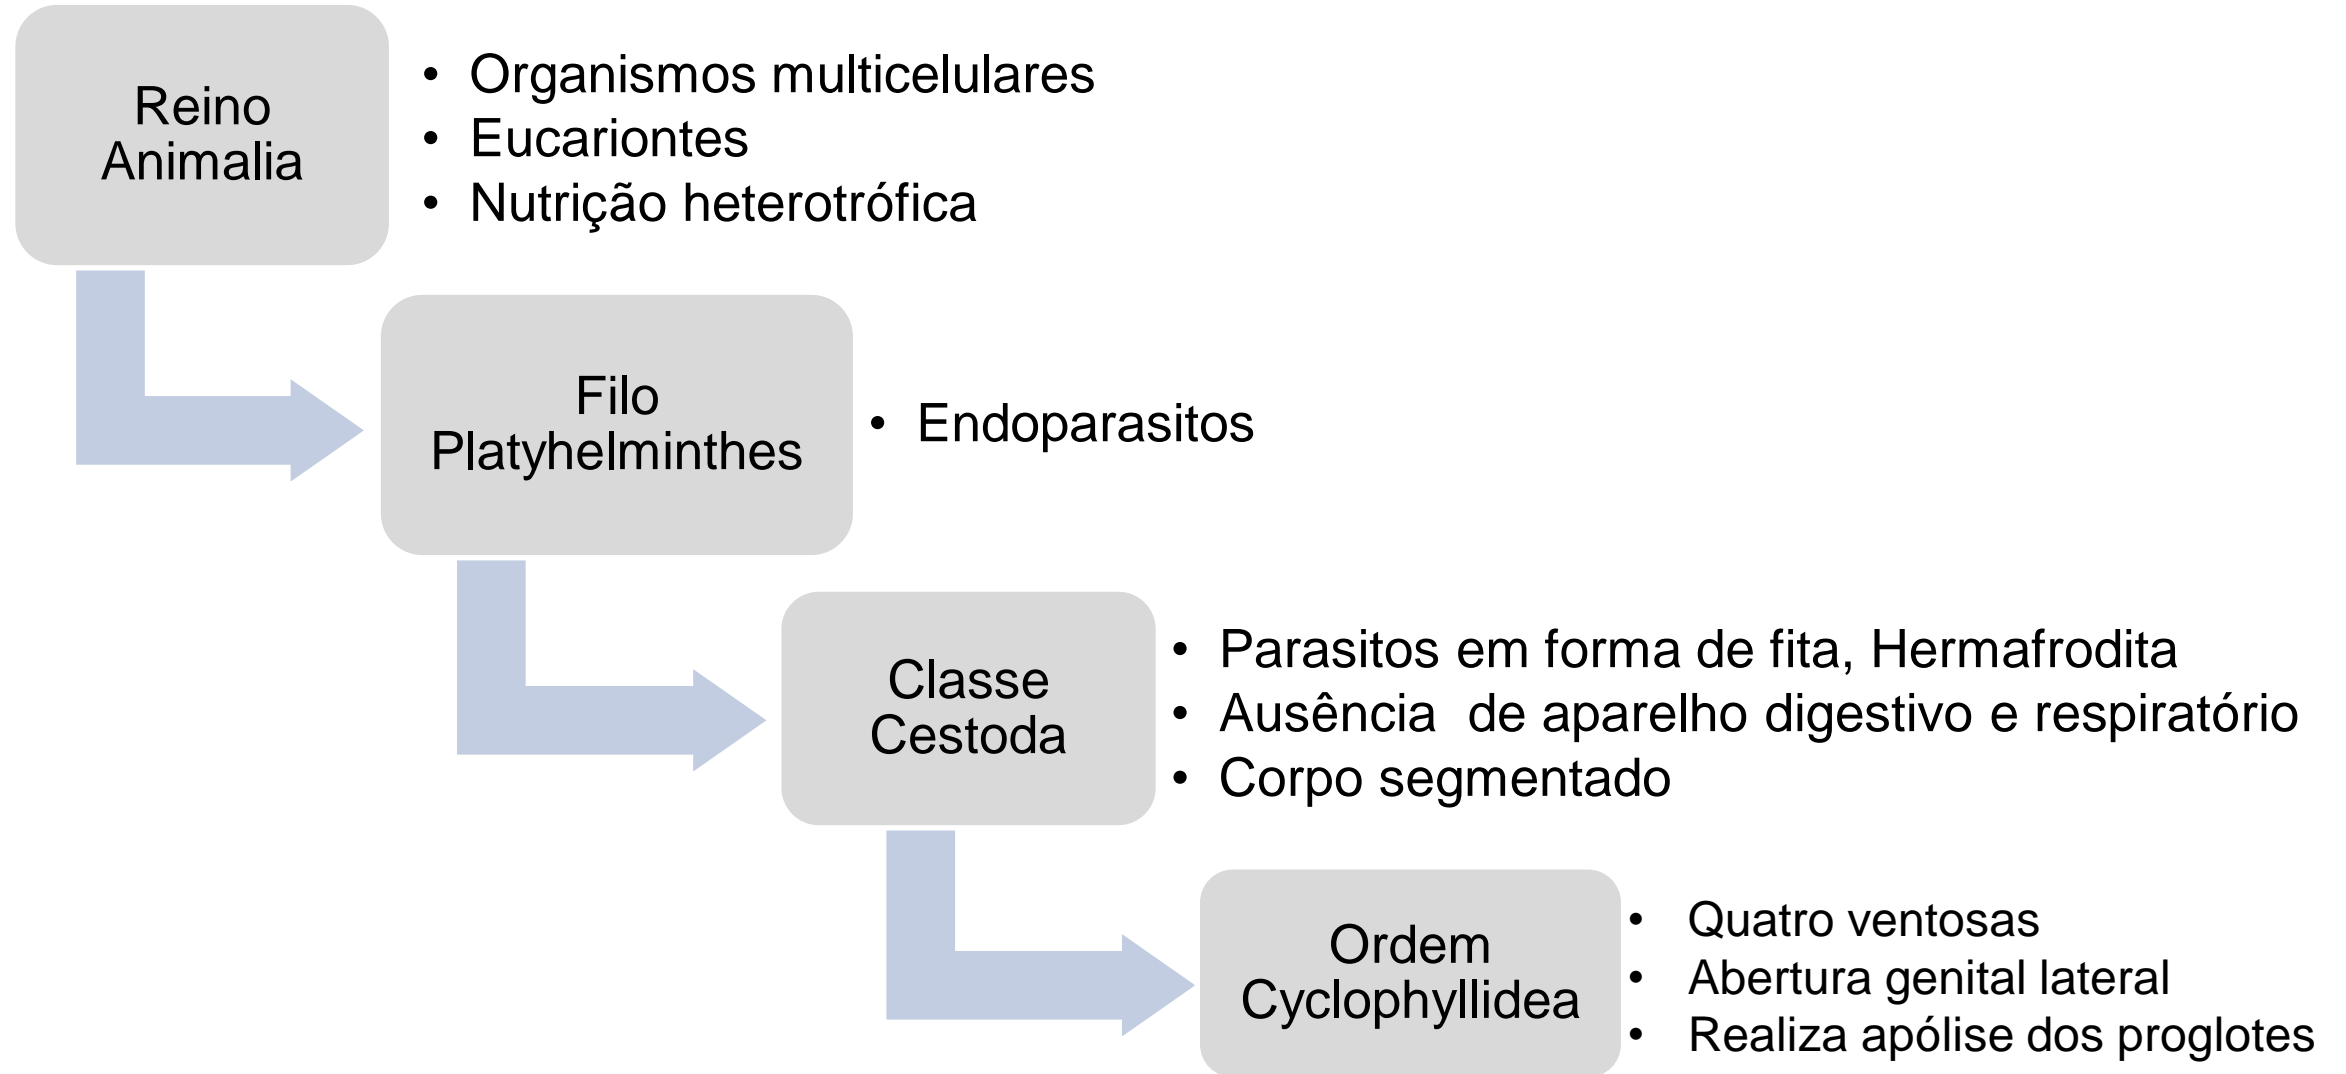 Reino
Animalia
• Organismos multicelulares
• Eucariontes
• Nutrição heterotrófica
Filo
Platyhelminthes
• Endoparasitos
Classe
Cestoda
• Parasitos em forma de fita, Hermafrodita
• Ausência  de aparelho digestivo e respiratório
• Corpo segmentado
Ordem
Cyclophyllidea
• Quatro ventosas
• Abertura genital lateral
• Realiza apólise dos proglotes